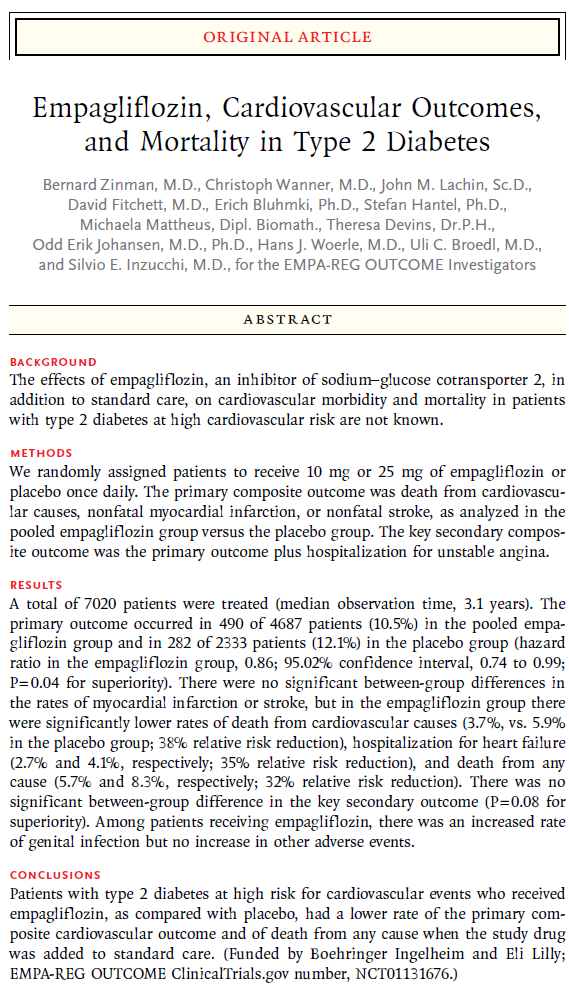 ORIGINAL ARTICLE
Empagliflozin, Cardiovascular Outcomes,
and Mortality in Type 2 Diabetes
Bernard Zinman, M.D., Christoph Wanner, M.D., John M. Lachin, Sc.D.,
David Fitchett, M.D., Erich Bluhmki, Ph.D., Stefan Hantel, Ph.D.,
Michaela Mattheus, Dipl. Biomath., Theresa Devins, Dr.P.H.,
Odd Erik Johansen, M.D., Ph.D., Hans J. Woerle, M.D., Uli C. Broedl, M.D.,
and Silvio E. Inzucchi, M.D., for the EMPA-REG OUTCOME Investigators
ABSTRACT
BACKGROUND
The effects of empagliflozin, an inhibitor of sodium–glucose cotransporter 2, in
addition to standard care, on cardiovascular morbidity and mortality in patients
with type 2 diabetes at high cardiovascular risk are not known.
METHODS
We randomly assigned patients to receive 10 mg or 25 mg of empagliflozin or
placebo once daily. The primary composite outcome was death from cardiovascu-
lar causes, nonfatal myocardial infarction, or nonfatal stroke, as analyzed in the
pooled empagliflozin group versus the placebo group. The key secondary compos-
ite outcome was the primary outcome plus hospitalization for unstable angina.
RESULTS
A total of 7020 patients were treated (median observation time, 3.1 years). The
primary outcome occurred in 490 of 4687 patients (10.5%) in the pooled empa-
gliflozin group and in 282 of 2333 patients (12.1%) in the placebo group (hazard
ratio in the empagliflozin group, 0.86; 95.02% confidence interval, 0.74 to 0.99;
P=0.04 for superiority). There were no significant between-group differences in
the rates of myocardial infarction or stroke, but in the empagliflozin group there
were significantly lower rates of death from cardiovascular causes (3.7%, vs. 5.9%
in the placebo group; 38% relative risk reduction), hospitalization for heart failure
(2.7% and 4.1%, respectively; 35% relative risk reduction), and death from any
cause (5.7% and 8.3%, respectively; 32% relative risk reduction). There was no
significant between-group difference in the key secondary outcome (P=0.08 for
superiority). Among patients receiving empagliflozin, there was an increased rate
of genital infection but no increase in other adverse events.
CONCLUSIONS
Patients with type 2 diabetes at high risk for cardiovascular events who received
empagliflozin, as compared with placebo, had a lower rate of the primary com-
posite cardiovascular outcome and of death from any cause when the study drug
was added to standard care. (Funded by Boehringer Ingelheim and Eli Lilly;
EMPA-REG OUTCOME ClinicalTrials.gov number, NCT01131676.)